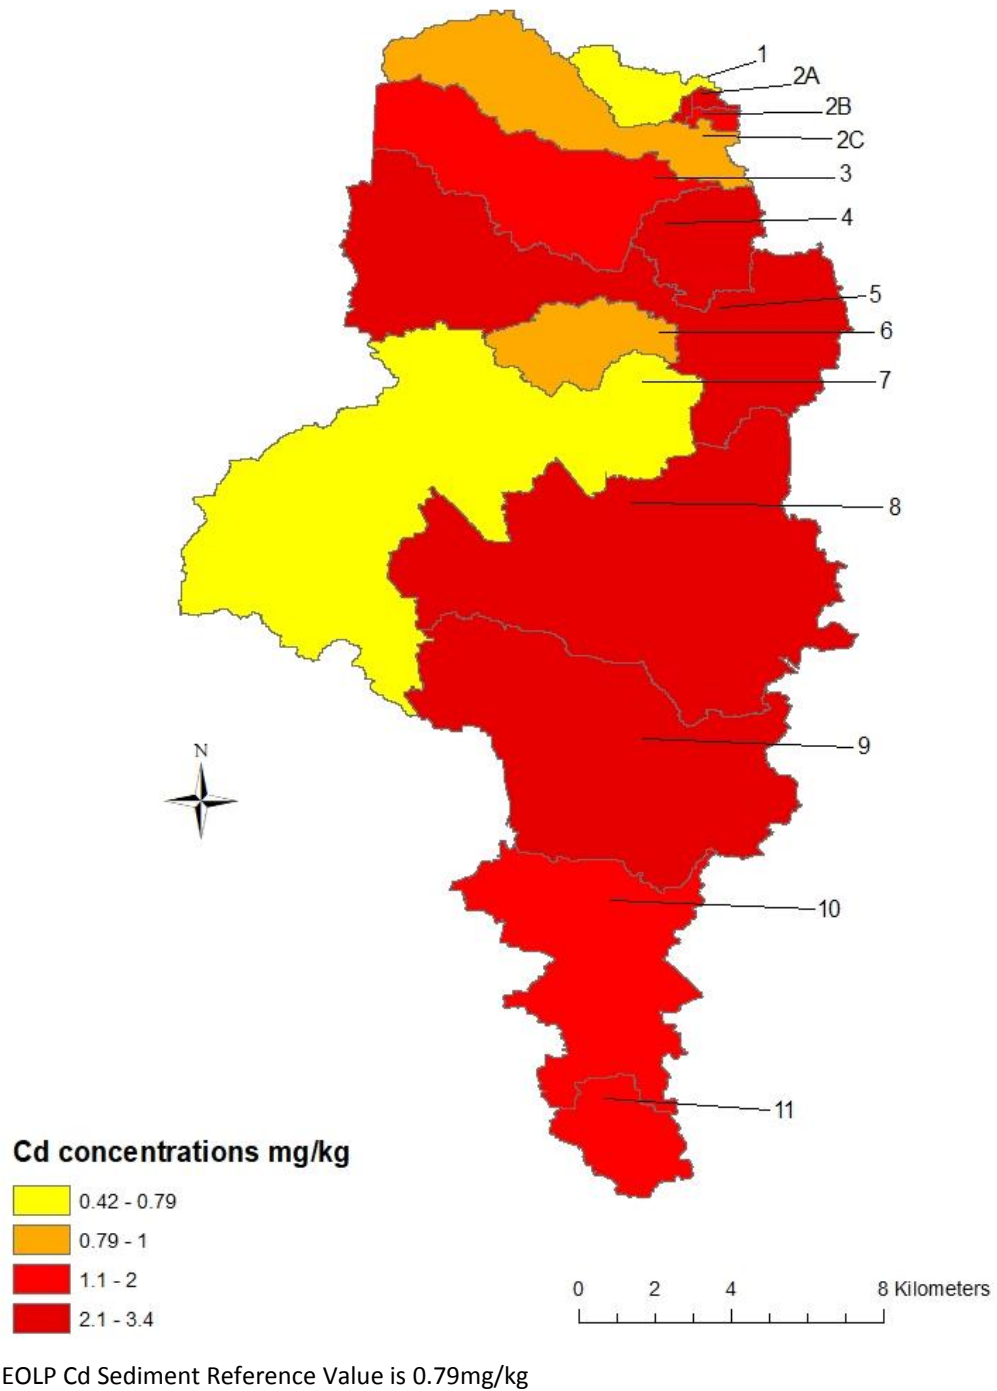 1
2A
2B
2C
3
4
5
6
7
8
N
9
10
11
Cd concentrations mg/kg
0.42 - 0.79
0.79 - 1
1.1 - 2
2.1 - 3.4
0 2 4 8 Kilometers
EOLP Cd Sediment Reference Value is 0.79mg/kg